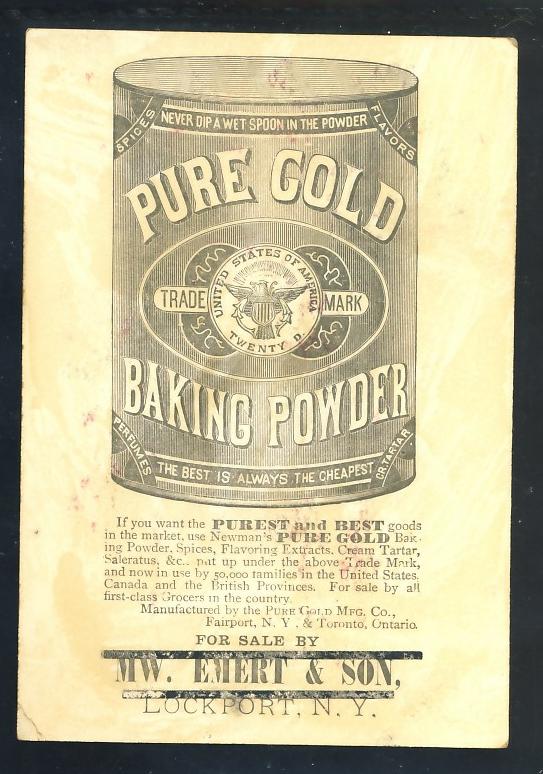 NEVER DIP A WET SPOON IN THE POWDER
SPICES
FLAVORS
PURE GOLD
UNITED STATES OF AMERICA
TRADE MARK
TWENTY D.
BAKING POWDER
PERFUMES
CR.TARTAR
THE BEST IS ALWAYS THE CHEAPEST
If you want the PUREST and BEST goods
in the market, use Newman's PURE GOLD Bak-
ing Powder, Spices, Flavoring Extracts, Cream Tartar,
Saleratus, &c., put up under the above Trade Mark,
and now in use by 50,000 families in the United States,
Canada and the British Provinces. For sale by all
first-class Grocers in the country.
Manufactured by the PURE GOLD MFG. CO.,
Fairport, N. Y., & Toronto, Ontario.
FOR SALE BY
MW. EMERT & SON,
LOCKPORT, N. Y.